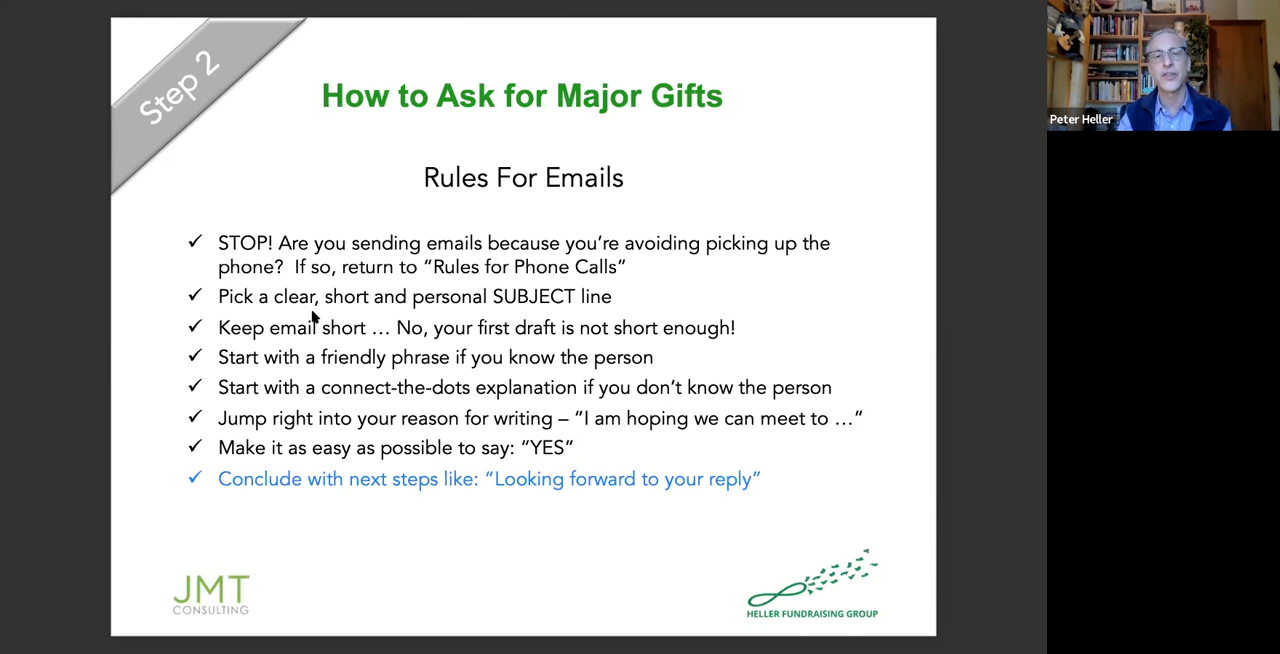 Step 2
How to Ask for Major Gifts
Rules For Emails
✓ STOP! Are you sending emails because you’re avoiding picking up the
phone?  If so, return to “Rules for Phone Calls”
✓ Pick a clear, short and personal SUBJECT line
✓ Keep email short … No, your first draft is not short enough!
✓ Start with a friendly phrase if you know the person
✓ Start with a connect-the-dots explanation if you don’t know the person
✓ Jump right into your reason for writing – “I am hoping we can meet to …”
✓ Make it as easy as possible to say: “YES”
✓ Conclude with next steps like: “Looking forward to your reply”
JMT
CONSULTING
HELLER FUNDRAISING GROUP
Peter Heller